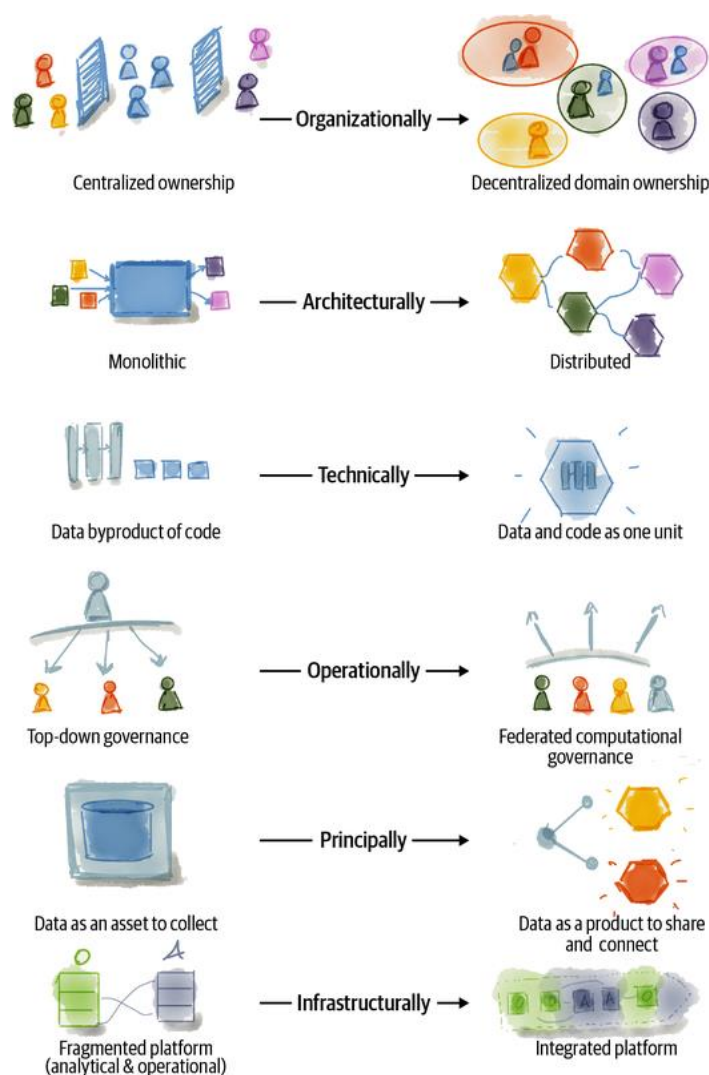 Organizationally
Centralized ownership
Decentralized domain ownership
Architecturally
Monolithic
Distributed
Technically
Data byproduct of code
Data and code as one unit
Operationally
Top-down governance
Federated computational
governance
Principally
Data as an asset to collect
Data as a product to share
and connect
O
A
Infrastructurally
O O A A O
Fragmented platform
(analytical & operational)
Integrated platform